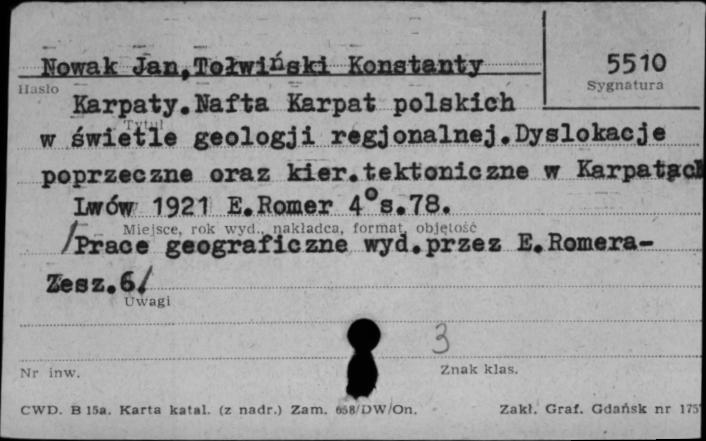 Nowak Jan,Tołwiński Konstanty
5510
Hasło
Sygnatura
Karpaty.Nafta Karpat polskich
Tytuł
w świetle geologji regjonalnej.Dyslokacje
poprzeczne oraz kier.tektoniczne w Karpatach
Lwów 1921 E.Romer 4°s.78.
Miejsce, rok wyd., nakładca, format, objętość
/Prace geograficzne wyd.przez E.Romera-
Zesz.6/
Uwagi
3
Nr inw.
Znak klas.
CWD. B 15a. Karta katal. (z nadr.) Zam. 658/DW/On.
Zakł. Graf. Gdańsk nr 175